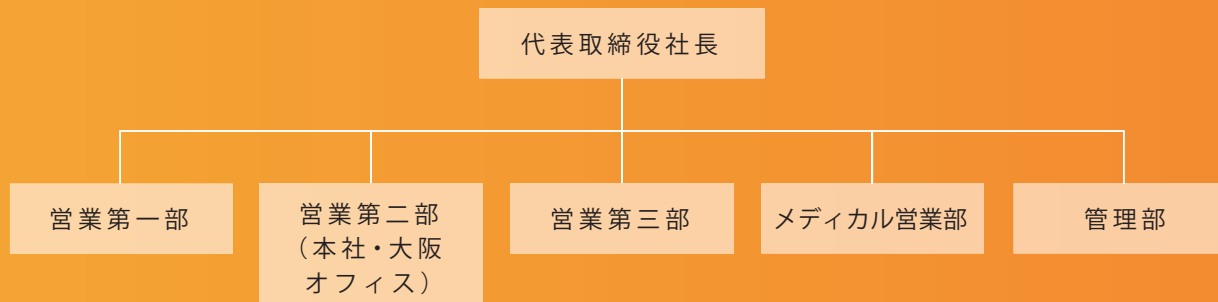 代表取締役社長
営業第一部
営業第二部
（本社・大阪
オフィス）
営業第三部
メディカル営業部
管理部